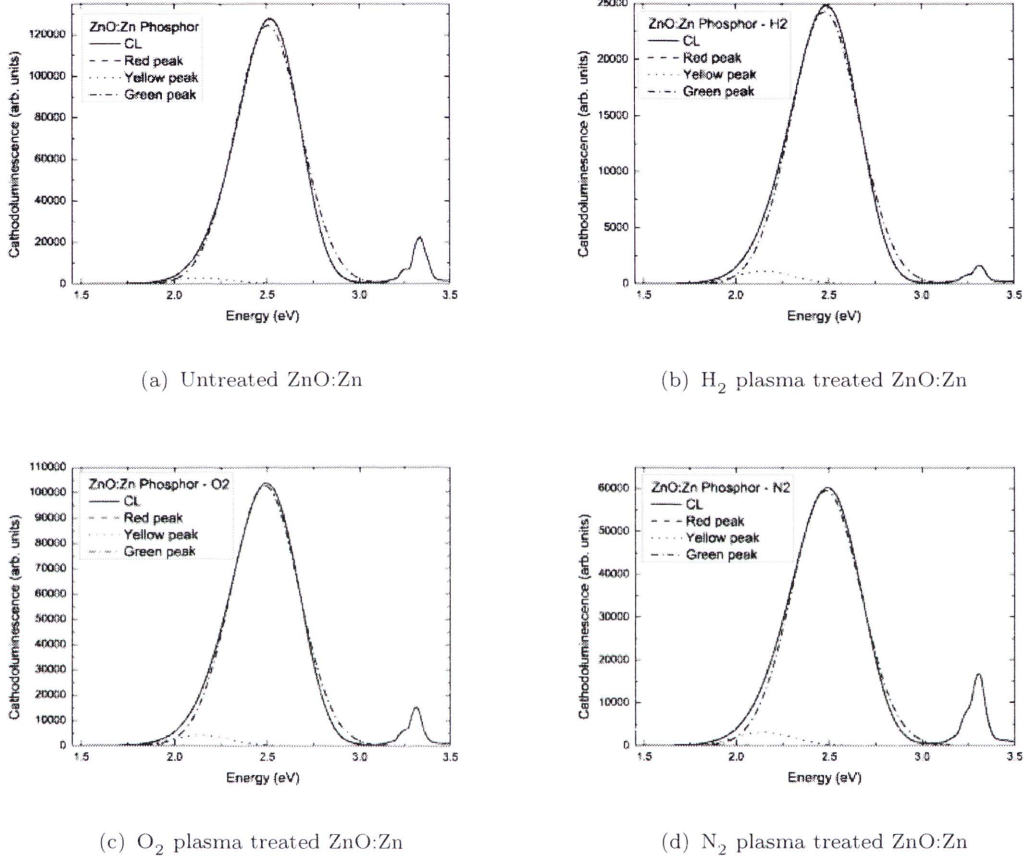 ZnO:Zn Phosphor
CL
Red peak
Yellow peak
Green peak
Cathodoluminescence (arb. units)
120000
100000
80000
60000
40000
20000
0
1.5 2.0 2.5 3.0 3.5
Energy (eV)
(a) Untreated ZnO:Zn
ZnO:Zn Phosphor - H2
CL
Red peak
Yellow peak
Green peak
Cathodoluminescence (arb. units)
25000
20000
15000
10000
5000
0
1.5 2.0 2.5 3.0 3.5
Energy (eV)
(b) H₂ plasma treated ZnO:Zn
ZnO:Zn Phosphor - O2
CL
Red peak
Yellow peak
Green peak
Cathodoluminescence (arb. units)
110000
100000
90000
80000
70000
60000
50000
40000
30000
20000
10000
0
1.5 2.0 2.5 3.0 3.5
Energy (eV)
(c) O₂ plasma treated ZnO:Zn
ZnO:Zn Phosphor - N2
CL
Red peak
Yellow peak
Green peak
Cathodoluminescence (arb. units)
60000
50000
40000
30000
20000
10000
0
1.5 2.0 2.5 3.0 3.5
Energy (eV)
(d) N₂ plasma treated ZnO:Zn